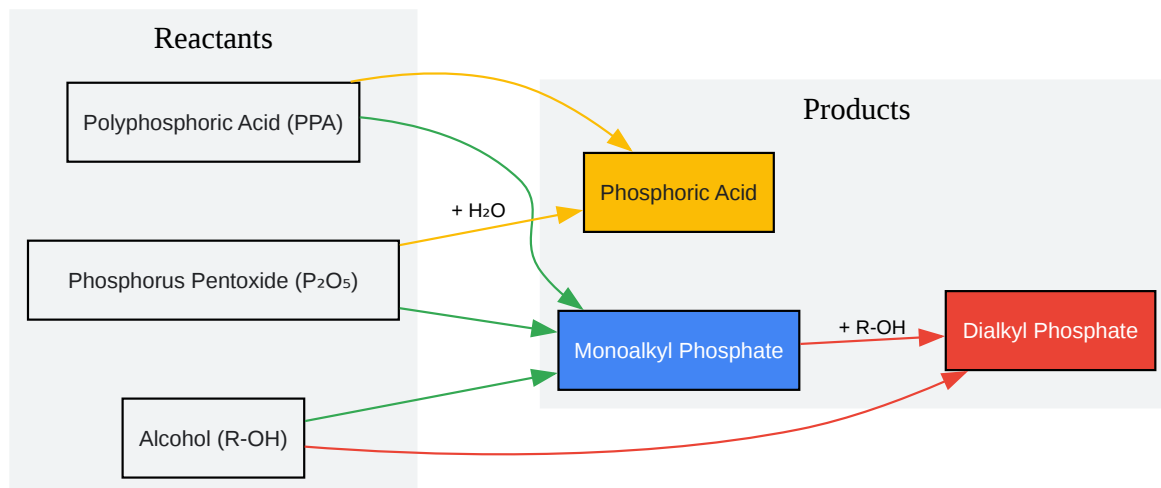 Reactants
Polyphosphoric Acid (PPA)
Products
Phosphoric Acid
+ H₂O
Phosphorus Pentoxide (P₂O₅)
+ R-OH
Dialkyl Phosphate
Monoalkyl Phosphate
Alcohol (R-OH)